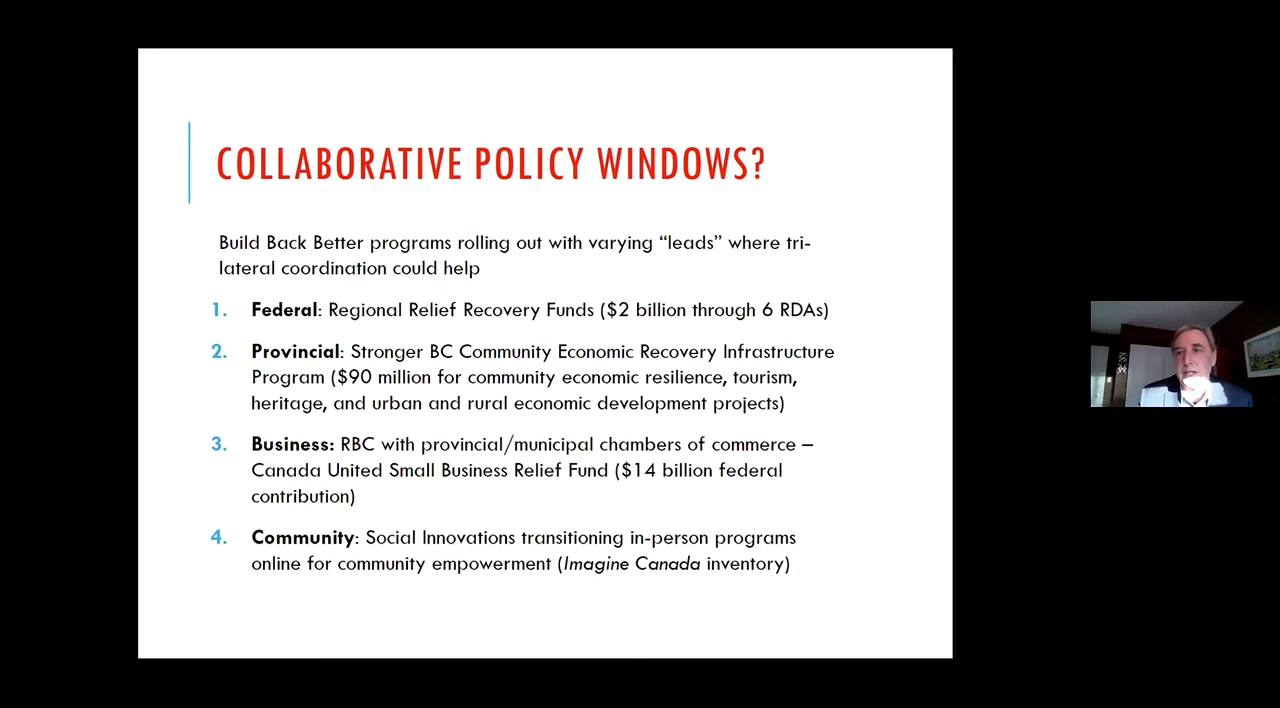 COLLABORATIVE POLICY WINDOWS?
Build Back Better programs rolling out with varying “leads” where tri-
lateral coordination could help
1. Federal: Regional Relief Recovery Funds ($2 billion through 6 RDAs)
2. Provincial: Stronger BC Community Economic Recovery Infrastructure
Program ($90 million for community economic resilience, tourism,
heritage, and urban and rural economic development projects)
3. Business: RBC with provincial/municipal chambers of commerce –
Canada United Small Business Relief Fund ($14 billion federal
contribution)
4. Community: Social Innovations transitioning in-person programs
online for community empowerment (Imagine Canada inventory)